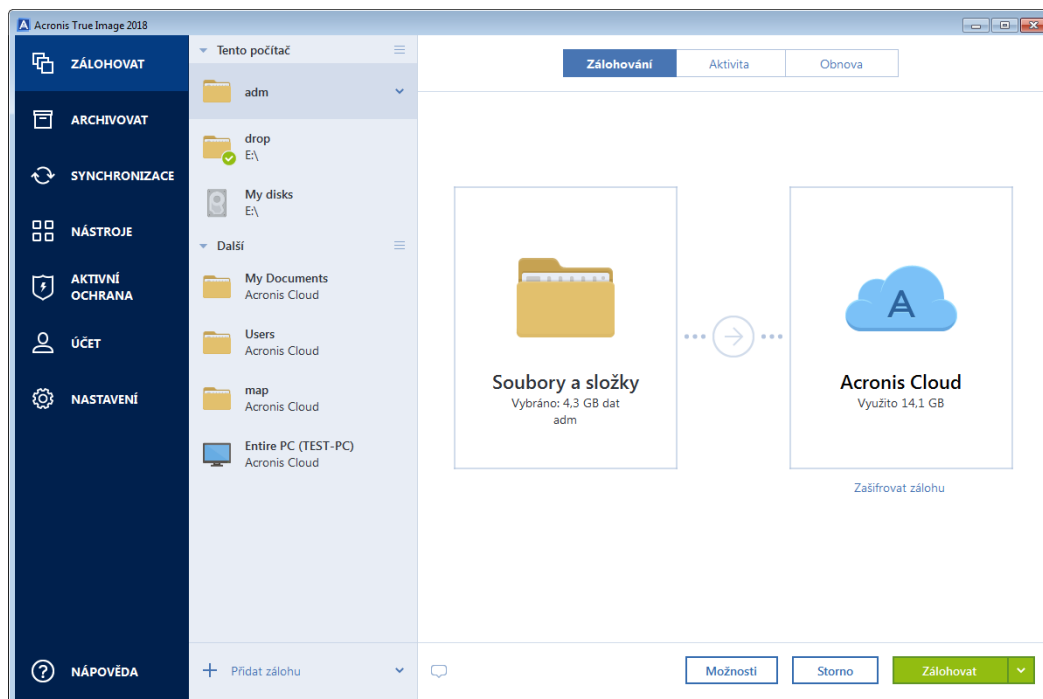 Acronis True Image 2018
ZÁLOHOVAT
ARCHIVOVAT
SYNCHRONIZACE
NÁSTROJE
AKTIVNÍ
OCHRANA
ÚČET
NASTAVENÍ
NÁPOVĚDA
Tento počítač
adm
drop
E:\
My disks
E:\
Další
My Documents
Acronis Cloud
Users
Acronis Cloud
map
Acronis Cloud
Entire PC (TEST-PC)
Acronis Cloud
Přidat zálohu
Zálohování
Aktivita
Obnova
Soubory a složky
Vybráno: 4,3 GB dat
adm
Acronis Cloud
Využito 14,1 GB
Zašifrovat zálohu
Možnosti
Storno
Zálohovat